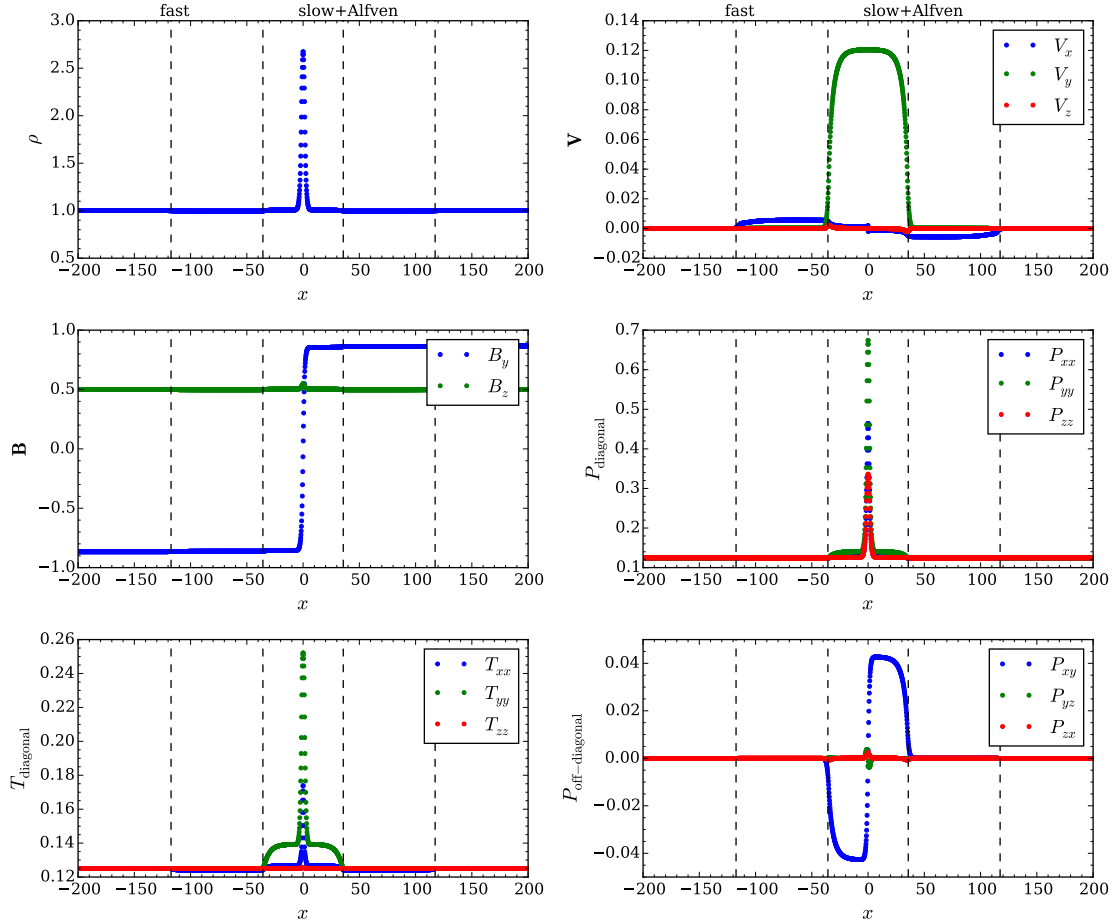 fast slow+Alfven
3.0
2.5
2.0
1.5
1.0
0.5
ρ
−200 −150 −100 −50 0 50 100 150 200
x
fast slow+Alfven
0.14
0.12
0.10
0.08
0.06
0.04
0.02
0.00
−0.02
V
V_x
V_y
V_z
−200 −150 −100 −50 0 50 100 150 200
x
1.0
0.5
0.0
−0.5
−1.0
B
B_y
B_z
−200 −150 −100 −50 0 50 100 150 200
x
0.7
0.6
0.5
0.4
0.3
0.2
0.1
P_diagonal
P_xx
P_yy
P_zz
−200 −150 −100 −50 0 50 100 150 200
x
0.26
0.24
0.22
0.20
0.18
0.16
0.14
0.12
T_diagonal
T_xx
T_yy
T_zz
−200 −150 −100 −50 0 50 100 150 200
x
0.04
0.02
0.00
−0.02
−0.04
P_off−diagonal
P_xy
P_yz
P_zx
−200 −150 −100 −50 0 50 100 150 200
x